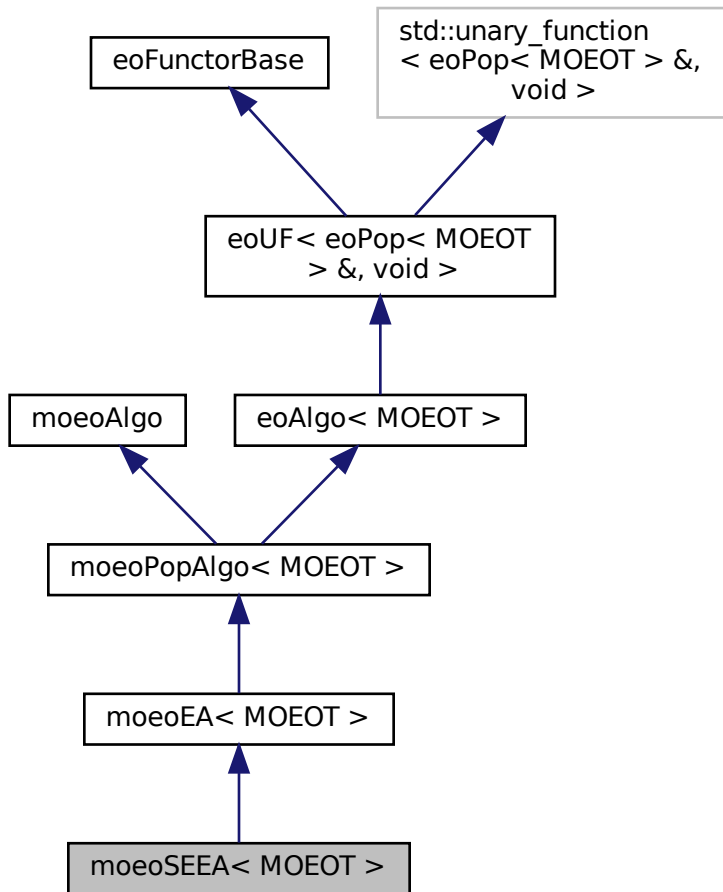 eoFunctorBase
std::unary_function
< eoPop< MOEOT > &,
void >
eoUF< eoPop< MOEOT
> &, void >
moeoAlgo
eoAlgo< MOEOT >
moeoPopAlgo< MOEOT >
moeoEA< MOEOT >
moeoSEEA< MOEOT >